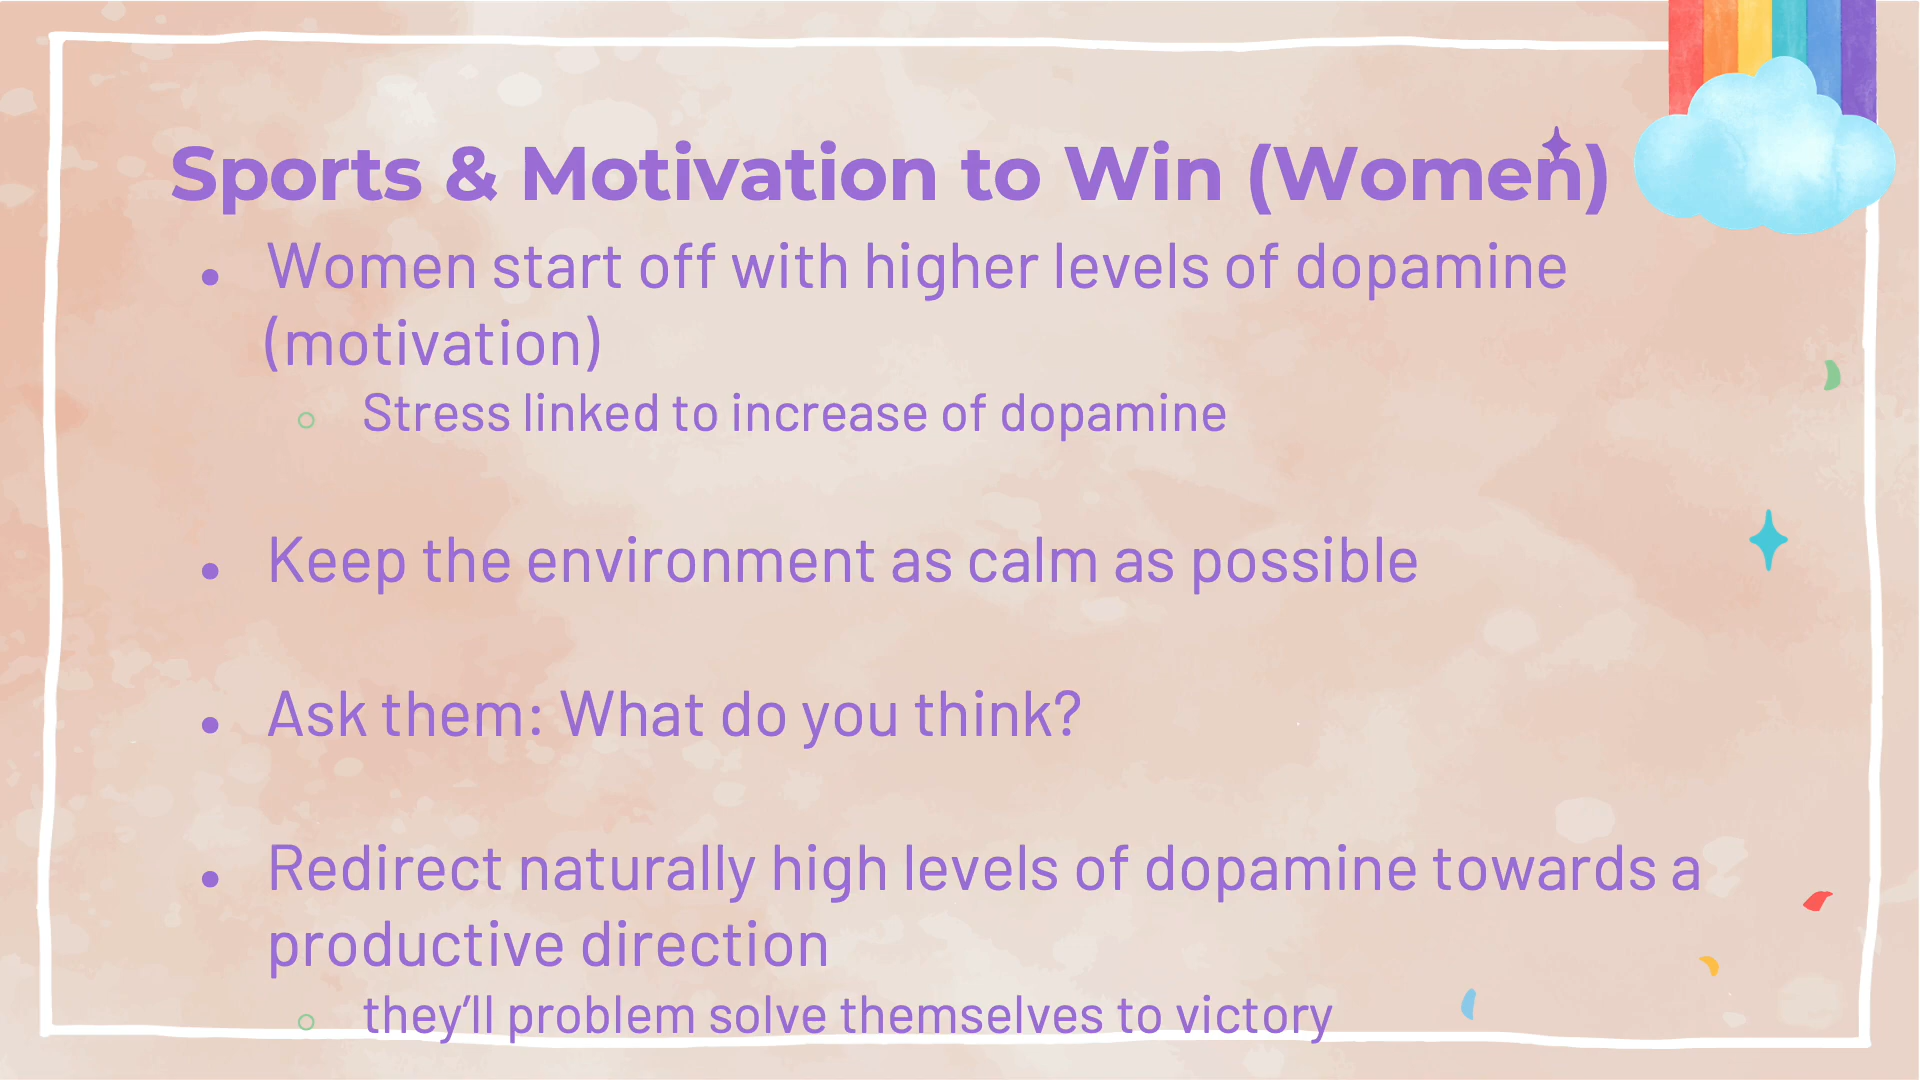 Sports & Motivation to Win (Women)
• Women start off with higher levels of dopamine
(motivation)
○ Stress linked to increase of dopamine
• Keep the environment as calm as possible
• Ask them: What do you think?
• Redirect naturally high levels of dopamine towards a
productive direction
○ they’ll problem solve themselves to victory